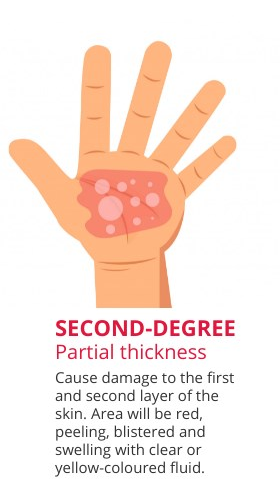 SECOND-DEGREE
Partial thickness
Cause damage to the first
and second layer of the
skin. Area will be red,
peeling, blistered and
swelling with clear or
yellow-coloured fluid.